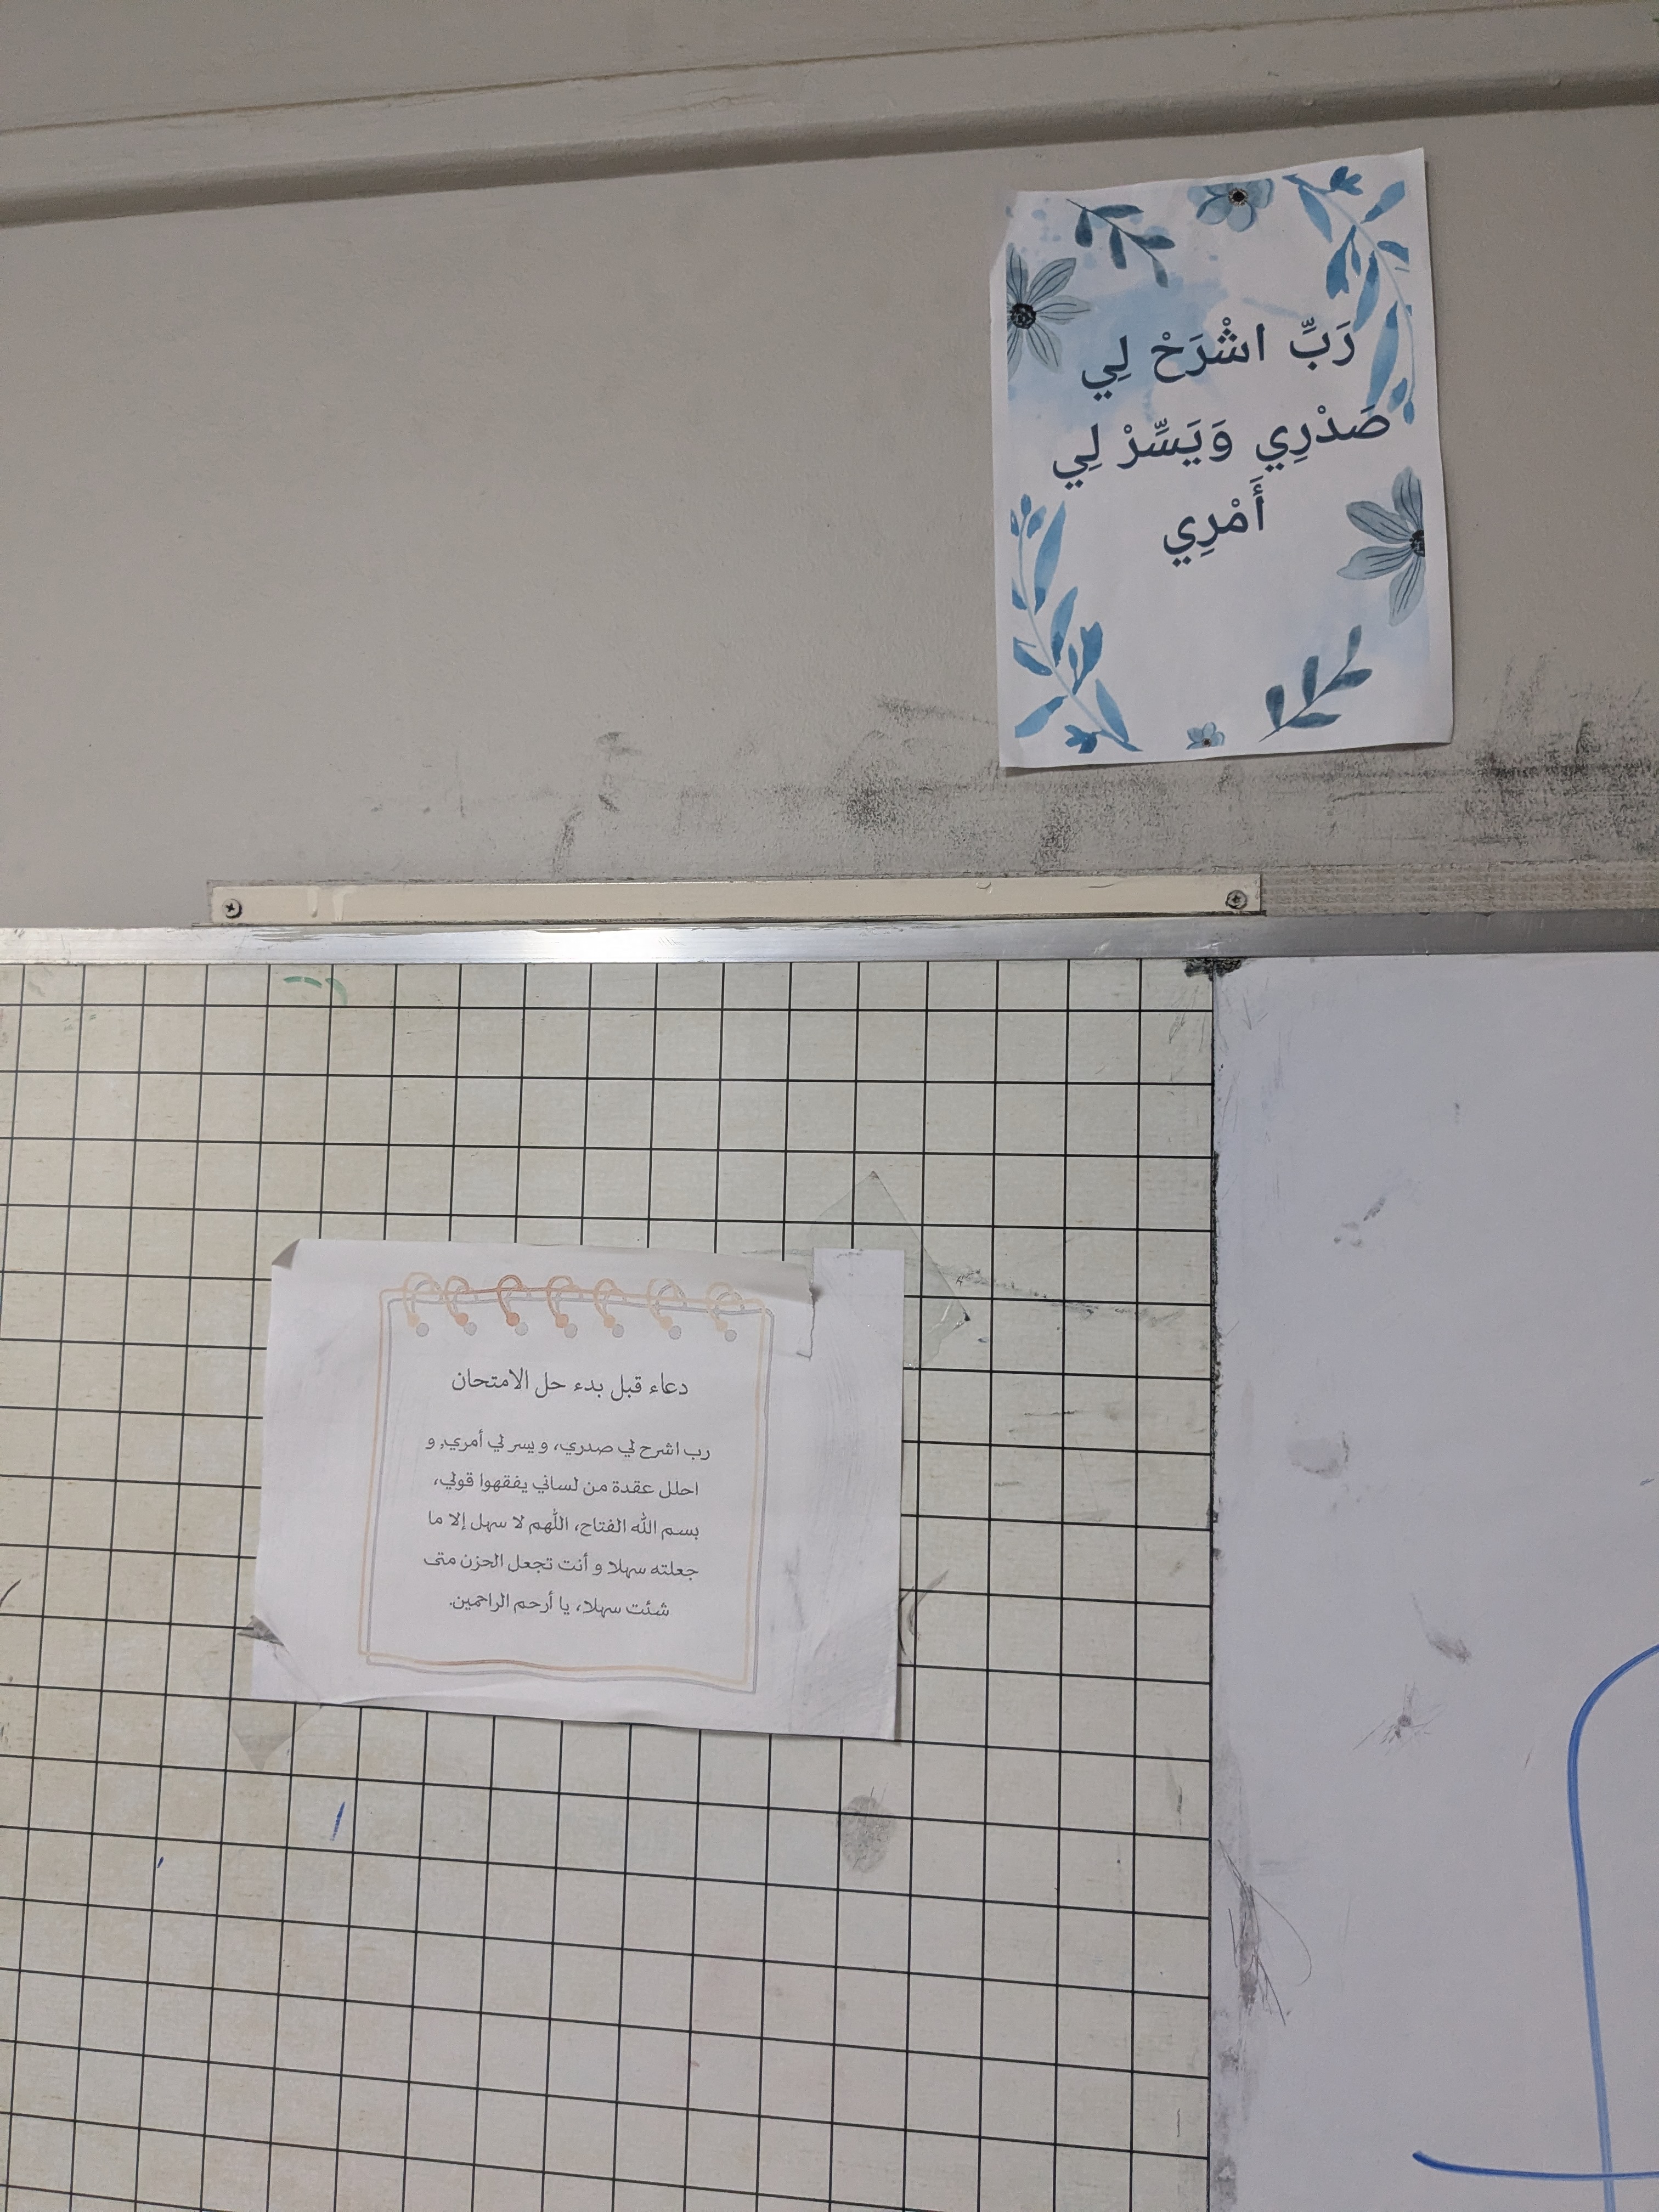 رَبِّ اشْرَحْ لِي
صَدْرِي وَيَسِّرْ لِي
أَمْرِي
دعاء قبل بدء حل الامتحان
رب اشرح لي صدري، و يسر لي أمري, و
احلل عقدة من لساني يفقهوا قولي،
بسم الله الفتاح، اللهم لا سهل إلا ما
جعلته سهلا و أنت تجعل الحزن متى
شئت سهلا، يا أرحم الراحمين.